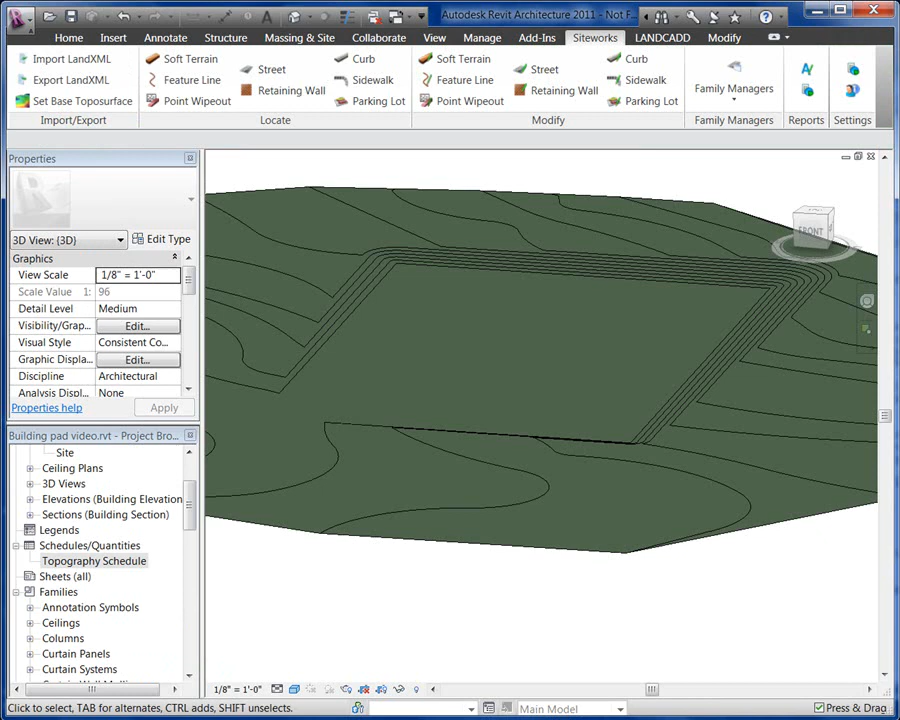 Autodesk Revit Architecture 2011 - Not F...
Home Insert Annotate Structure Massing & Site Collaborate View Manage Add-Ins Siteworks LANDCADD Modify
Import LandXML
Export LandXML
Set Base Toposurface
Import/Export
Soft Terrain
Feature Line
Point Wipeout
Street
Retaining Wall
Curb
Sidewalk
Parking Lot
Locate
Soft Terrain
Feature Line
Point Wipeout
Street
Retaining Wall
Curb
Sidewalk
Parking Lot
Modify
Family Managers
Family Managers
Reports
Settings
Properties
3D View: {3D}
Edit Type
Graphics
View Scale 1/8" = 1'-0"
Scale Value 1: 96
Detail Level Medium
Visibility/Grap... Edit...
Visual Style Consistent Co...
Graphic Displa... Edit...
Discipline Architectural
Analysis Displ... None
Properties help
Apply
Building pad video.rvt - Project Bro...
Site
Ceiling Plans
3D Views
Elevations (Building Elevation
Sections (Building Section)
Legends
Schedules/Quantities
Topography Schedule
Sheets (all)
Families
Annotation Symbols
Ceilings
Columns
Curtain Panels
Curtain Systems
FRONT
1/8" = 1'-0"
Click to select, TAB for alternates, CTRL adds, SHIFT unselects.
Main Model
Press & Drag